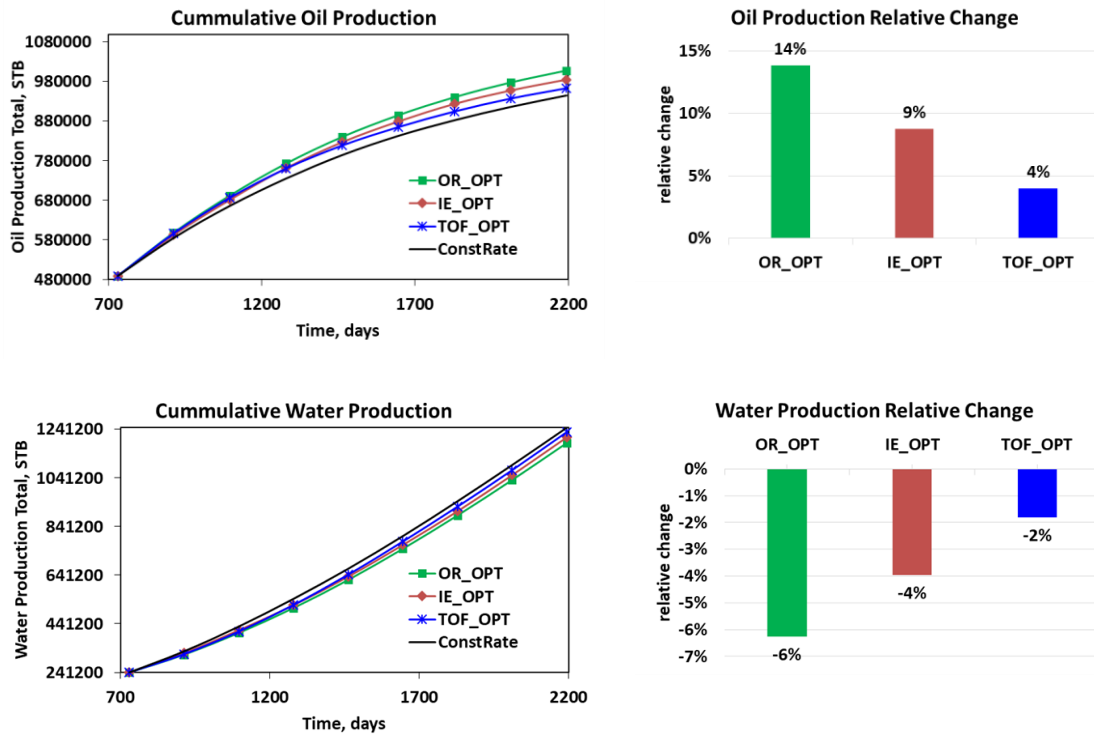 Cummulative Oil Production
1080000
980000
880000
780000
680000
580000
480000
Oil Production Total, STB
OR_OPT
IE_OPT
TOF_OPT
ConstRate
700 1200 1700 2200
Time, days
Oil Production Relative Change
15%
10%
5%
0%
relative change
14%
9%
4%
OR_OPT IE_OPT TOF_OPT
Cummulative Water Production
1241200
1041200
841200
641200
441200
241200
Water Production Total, STB
OR_OPT
IE_OPT
TOF_OPT
ConstRate
700 1200 1700 2200
Time, days
Water Production Relative Change
OR_OPT IE_OPT TOF_OPT
0%
-1%
-2%
-3%
-4%
-5%
-6%
-7%
relative change
-6%
-4%
-2%